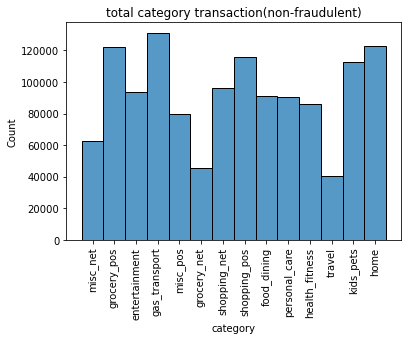 total category transaction(non-fraudulent)
120000
100000
80000
60000
40000
20000
0
Count
misc_net
grocery_pos
entertainment
gas_transport
misc_pos
grocery_net
shopping_net
shopping_pos
food_dining
personal_care
health_fitness
travel
kids_pets
home
category